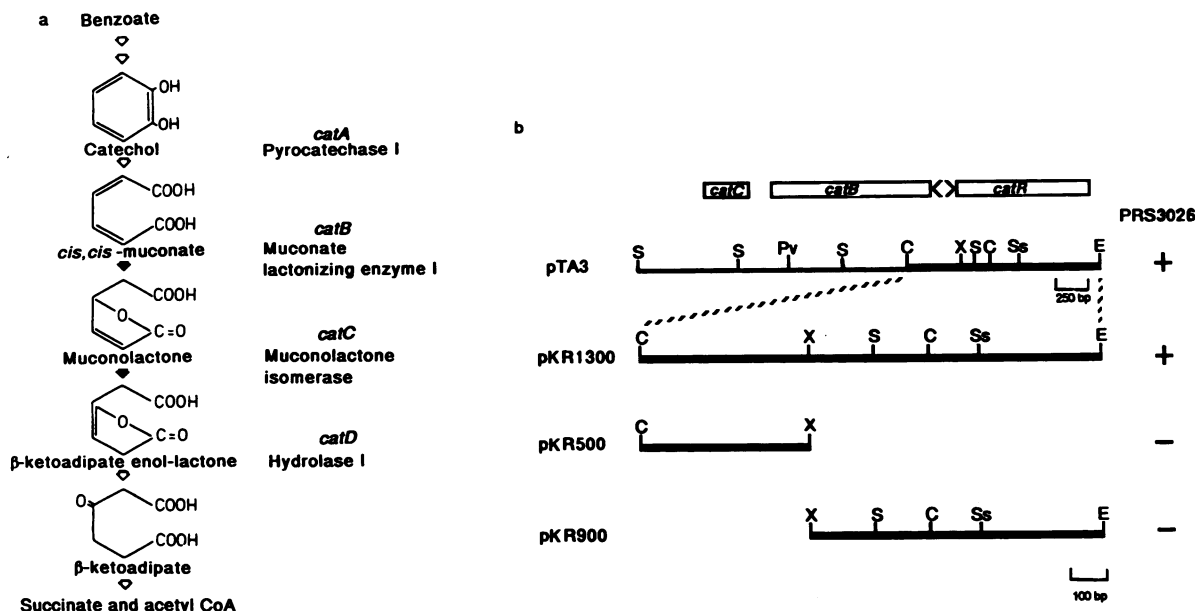 a
Benzoate
OH
OH
Catechol
catA
Pyrocatechase I
COOH
COOH
cis,cis -muconate
catB
Muconate
lactonizing enzyme I
COOH
O
C=O
Muconolactone
catC
Muconolactone
isomerase
COOH
O
C=O
β-ketoadipate enol-lactone
catD
Hydrolase I
O
COOH
COOH
β-ketoadipate
Succinate and acetyl CoA
b
catC catB <> catR
PRS3026
S S Pv S C X S C Ss E
pTA3 +
250 bp
C X S C Ss E
pKR1300 +
C X
pKR500 −
X S C Ss E
pKR900 −
100 bp